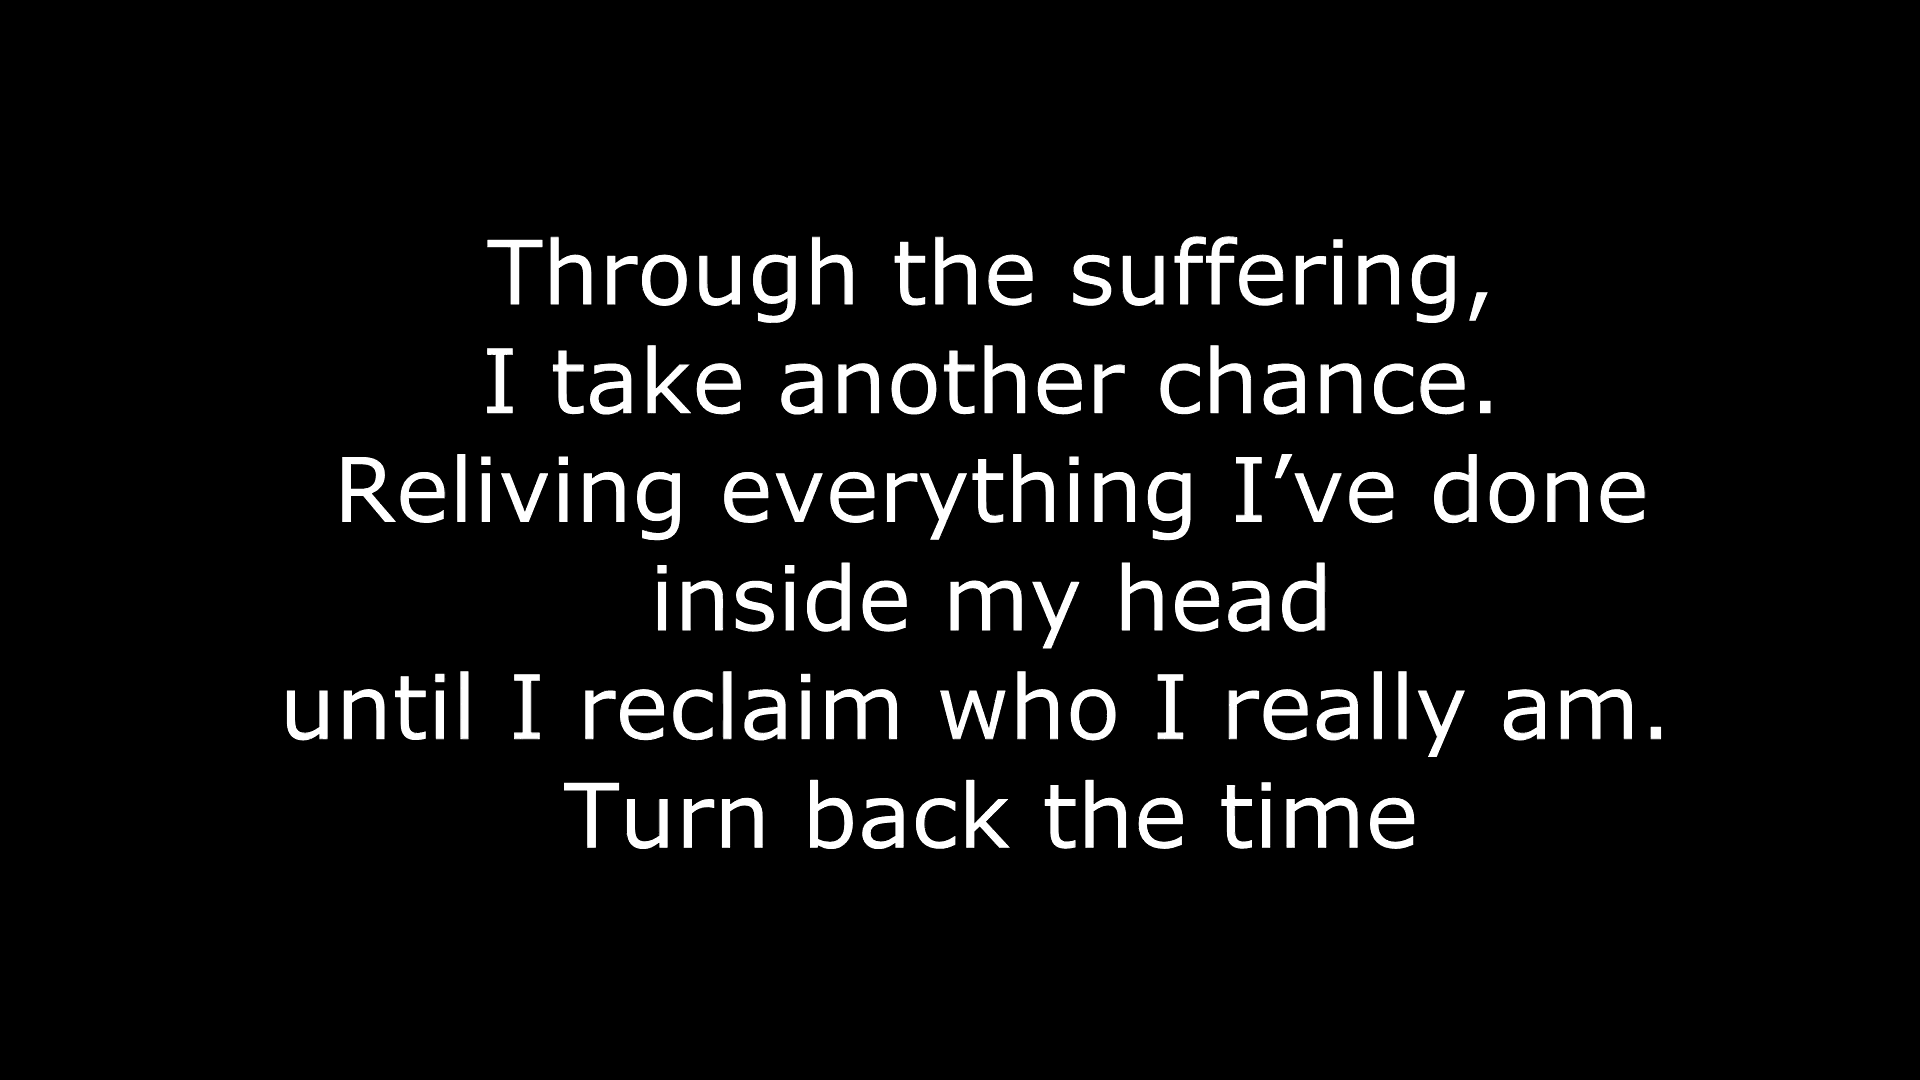 Through the suffering,
I take another chance.
Reliving everything I’ve done
inside my head
until I reclaim who I really am.
Turn back the time